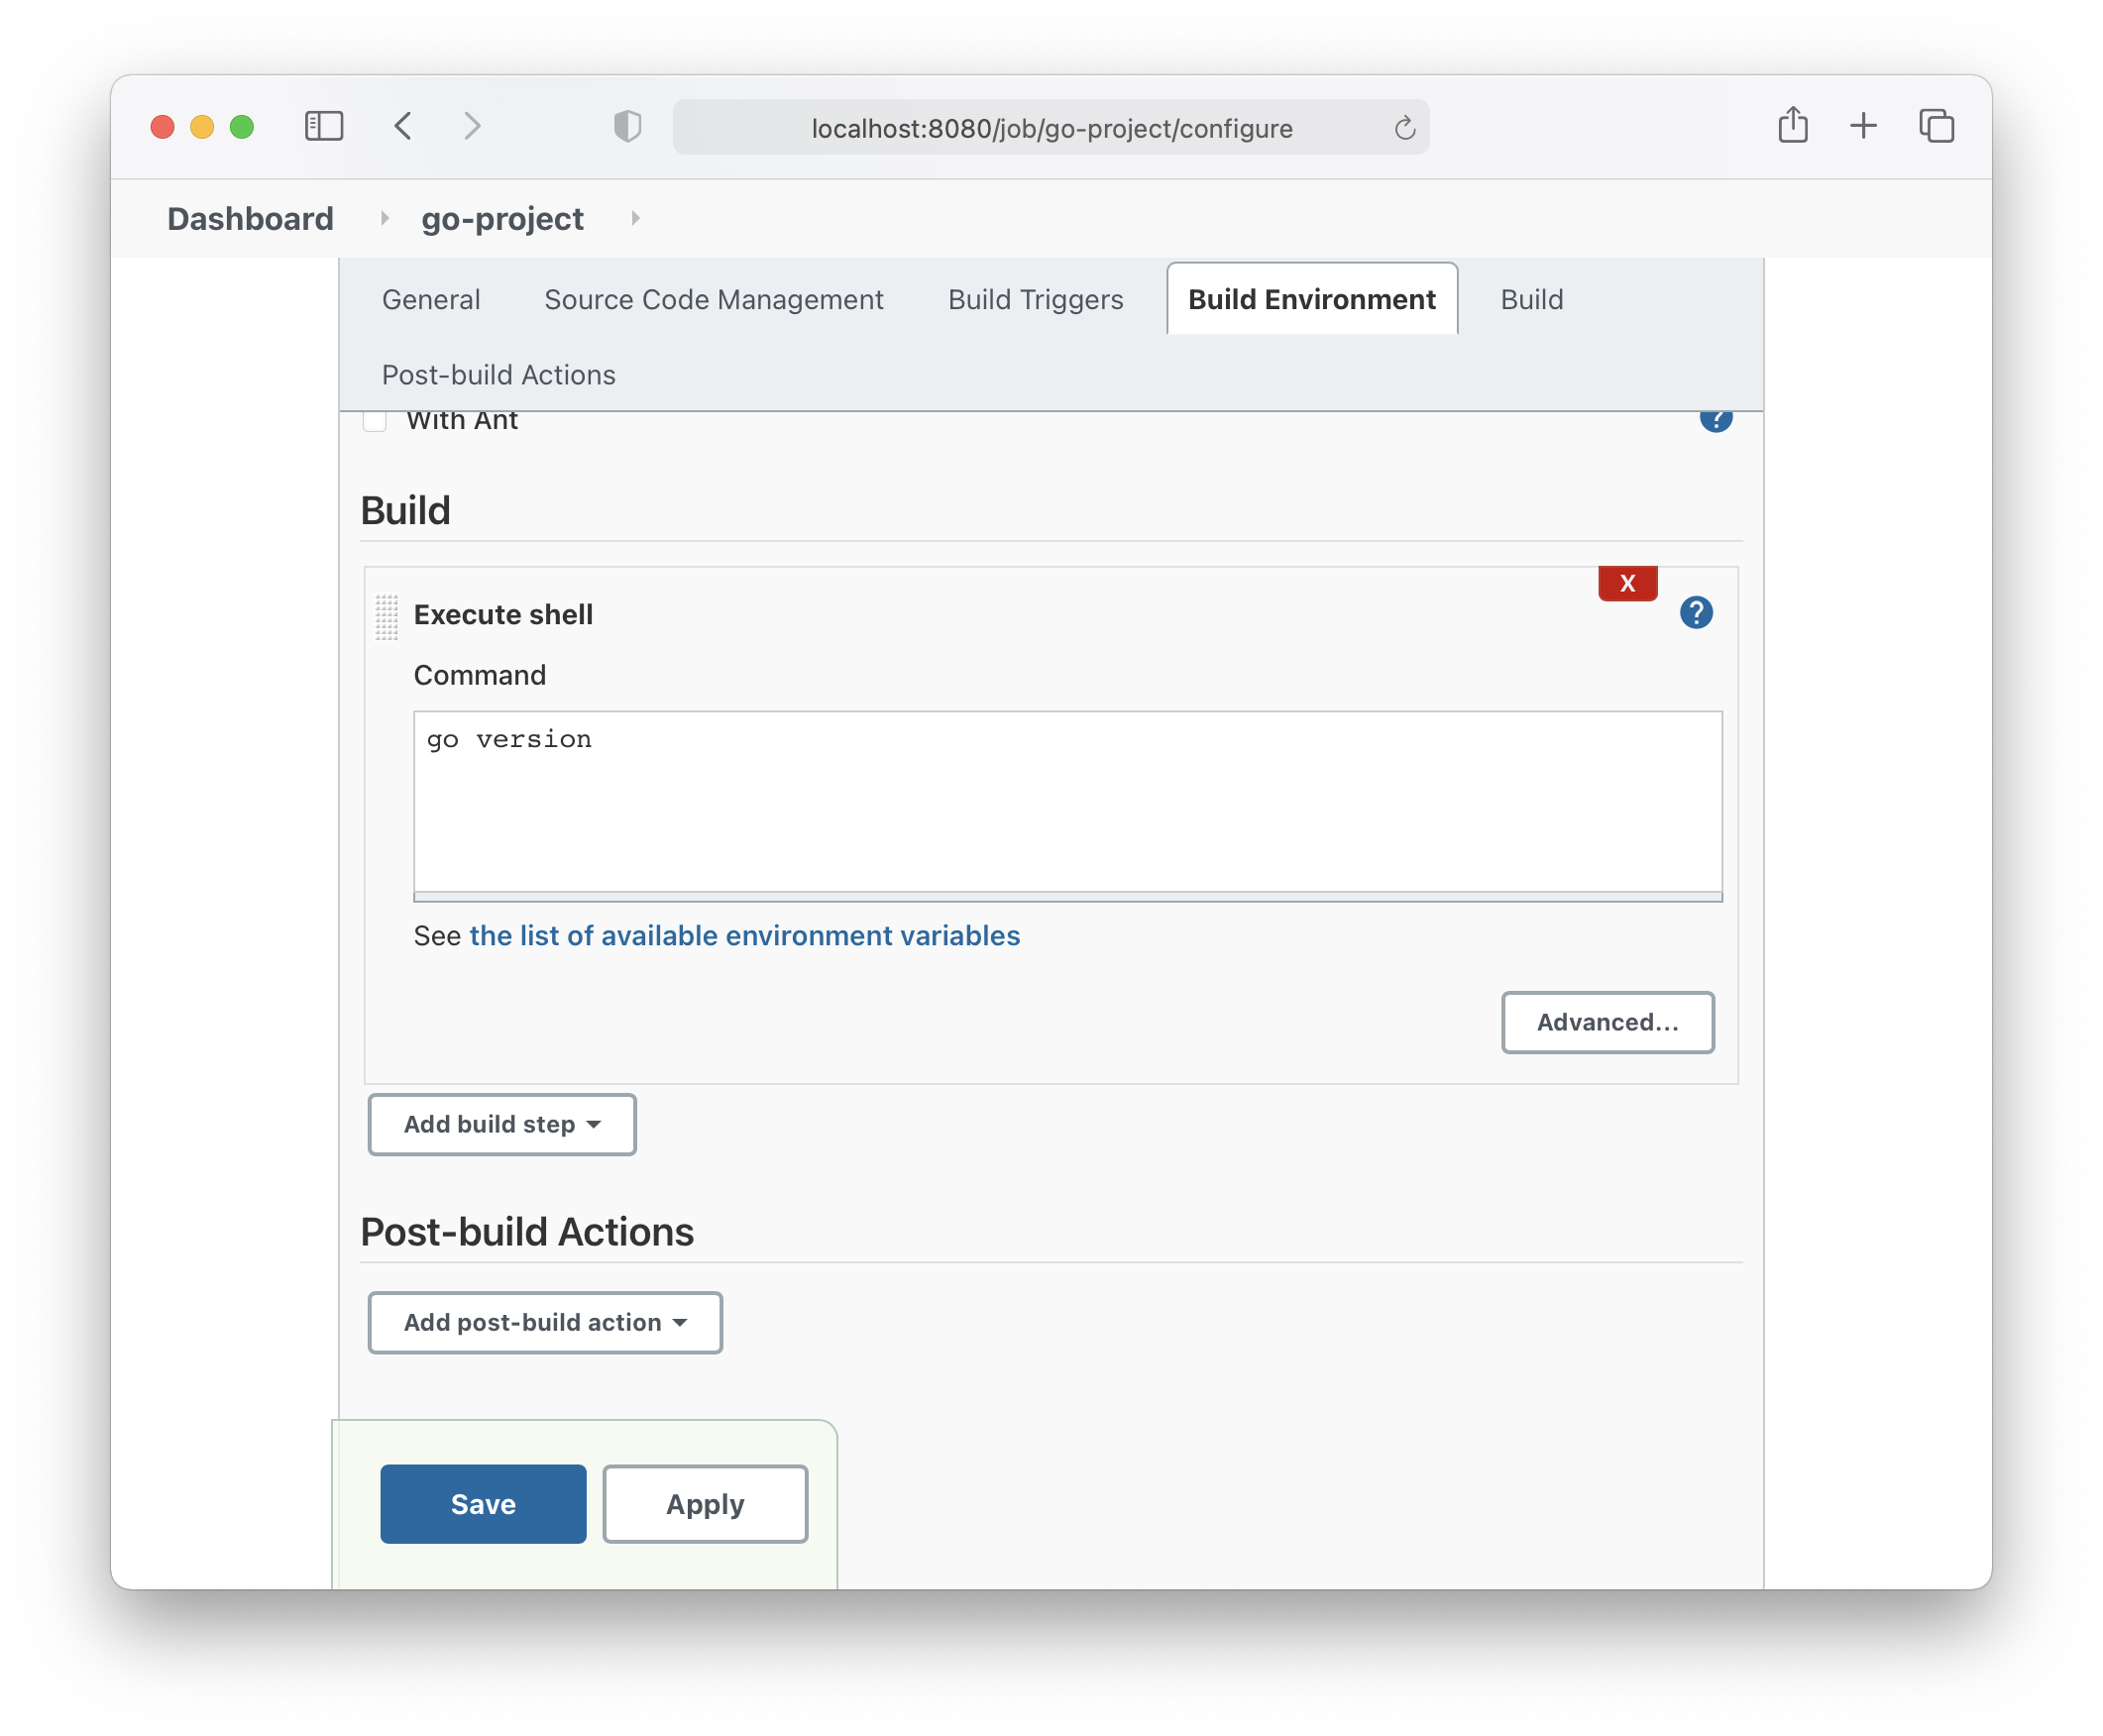 localhost:8080/job/go-project/configure
Dashboard go-project
General Source Code Management Build Triggers Build Environment Build
Post-build Actions
With Ant
?
Build
X
Execute shell
?
Command
go version
See the list of available environment variables
Advanced...
Add build step
Post-build Actions
Add post-build action
Save Apply